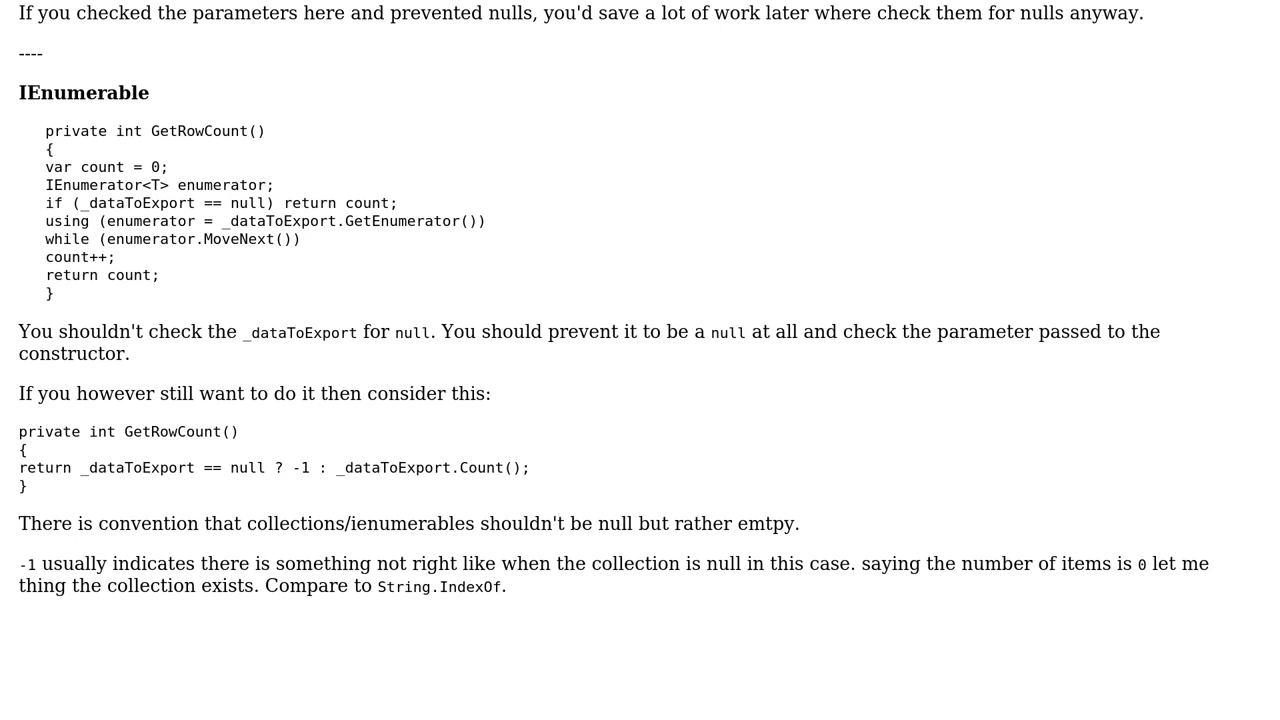 If you checked the parameters here and prevented nulls, you'd save a lot of work later where check them for nulls anyway.
----
IEnumerable
private int GetRowCount()
{
var count = 0;
IEnumerator<T> enumerator;
if (_dataToExport == null) return count;
using (enumerator = _dataToExport.GetEnumerator())
while (enumerator.MoveNext())
count++;
return count;
}
You shouldn't check the _dataToExport for null. You should prevent it to be a null at all and check the parameter passed to the
constructor.
If you however still want to do it then consider this:
private int GetRowCount()
{
return _dataToExport == null ? -1 : _dataToExport.Count();
}
There is convention that collections/ienumerables shouldn't be null but rather emtpy.
-1 usually indicates there is something not right like when the collection is null in this case. saying the number of items is 0 let me
thing the collection exists. Compare to String.IndexOf.